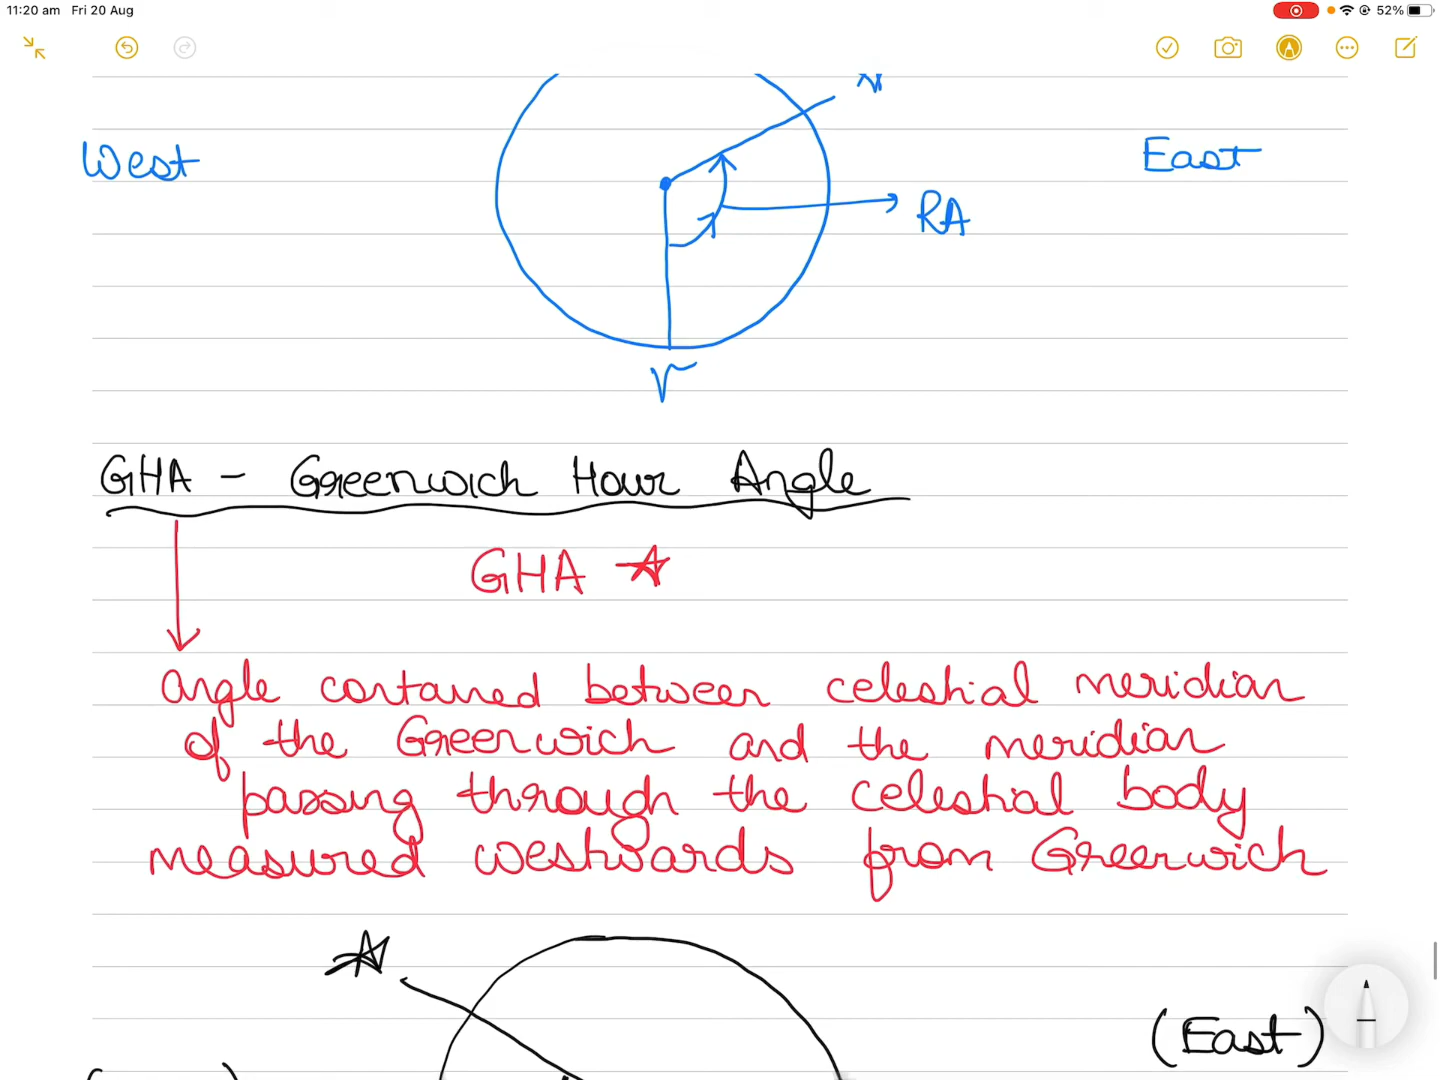 11:20 am Fri 20 Aug
52%
West
East
RA
GHA - Greenwich Hour Angle
GHA
angle contained between celestial meridian
of the Greenwich and the meridian
passing through the celestial body
measured westwards from Greenwich
(East)